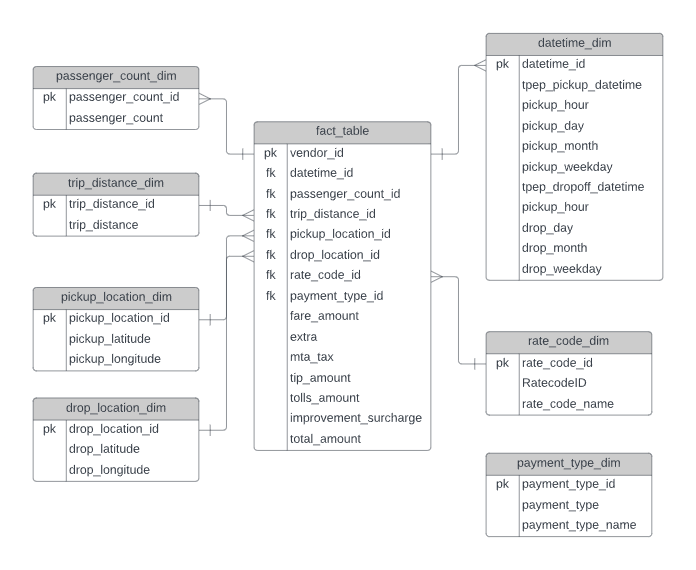 passenger_count_dim
pk passenger_count_id
passenger_count
trip_distance_dim
pk trip_distance_id
trip_distance
pickup_location_dim
pk pickup_location_id
pickup_latitude
pickup_longitude
drop_location_dim
pk drop_location_id
drop_latitude
drop_longitude
fact_table
pk vendor_id
fk datetime_id
fk passenger_count_id
fk trip_distance_id
fk pickup_location_id
fk drop_location_id
fk rate_code_id
fk payment_type_id
fare_amount
extra
mta_tax
tip_amount
tolls_amount
improvement_surcharge
total_amount
datetime_dim
pk datetime_id
tpep_pickup_datetime
pickup_hour
pickup_day
pickup_month
pickup_weekday
tpep_dropoff_datetime
pickup_hour
drop_day
drop_month
drop_weekday
rate_code_dim
pk rate_code_id
RatecodeID
rate_code_name
payment_type_dim
pk payment_type_id
payment_type
payment_type_name